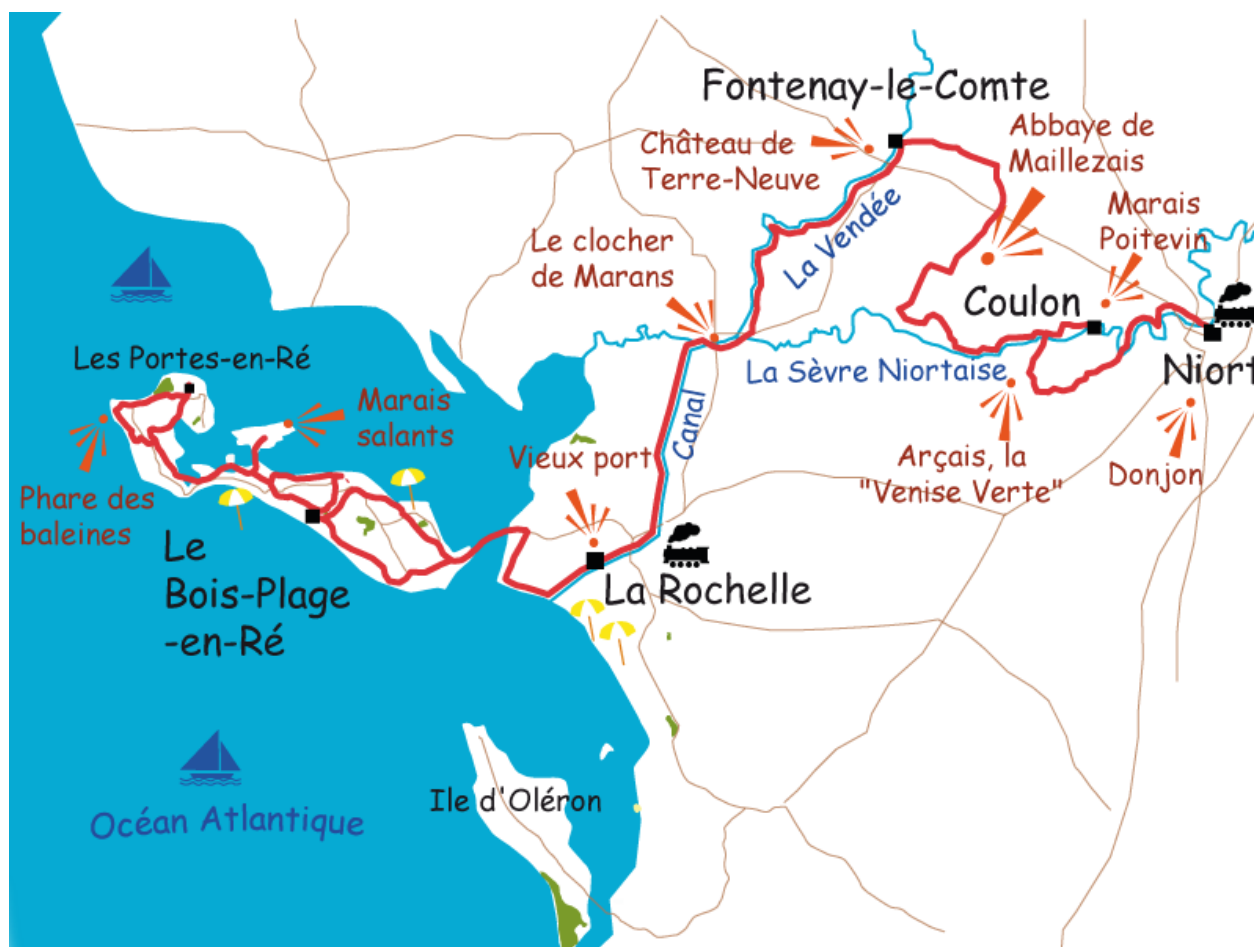 Fontenay-le-Comte
Château de
Terre-Neuve
Abbaye de
Maillezais
Marais
Poitevin
La Vendée
Le clocher
de Marans
Coulon
Niort
La Sèvre Niortaise
Les Portes-en-Ré
Marais
salants
Canal
Vieux port
Arçais, la
"Venise Verte"
Donjon
Phare des
baleines
Le
Bois-Plage
-en-Ré
La Rochelle
Ile d'Oléron
Océan Atlantique